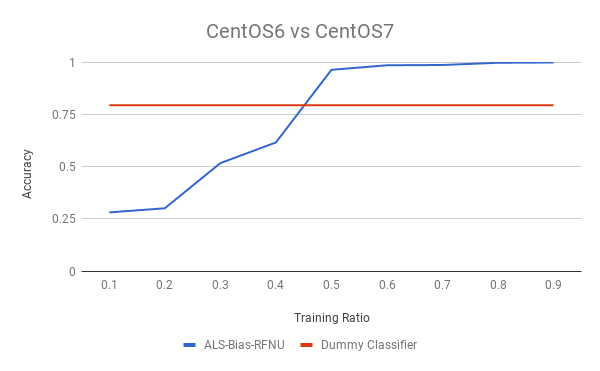 CentOS6 vs CentOS7
Accuracy
1
0.75
0.5
0.25
0
0.1 0.2 0.3 0.4 0.5 0.6 0.7 0.8 0.9
Training Ratio
ALS-Bias-RFNU Dummy Classifier